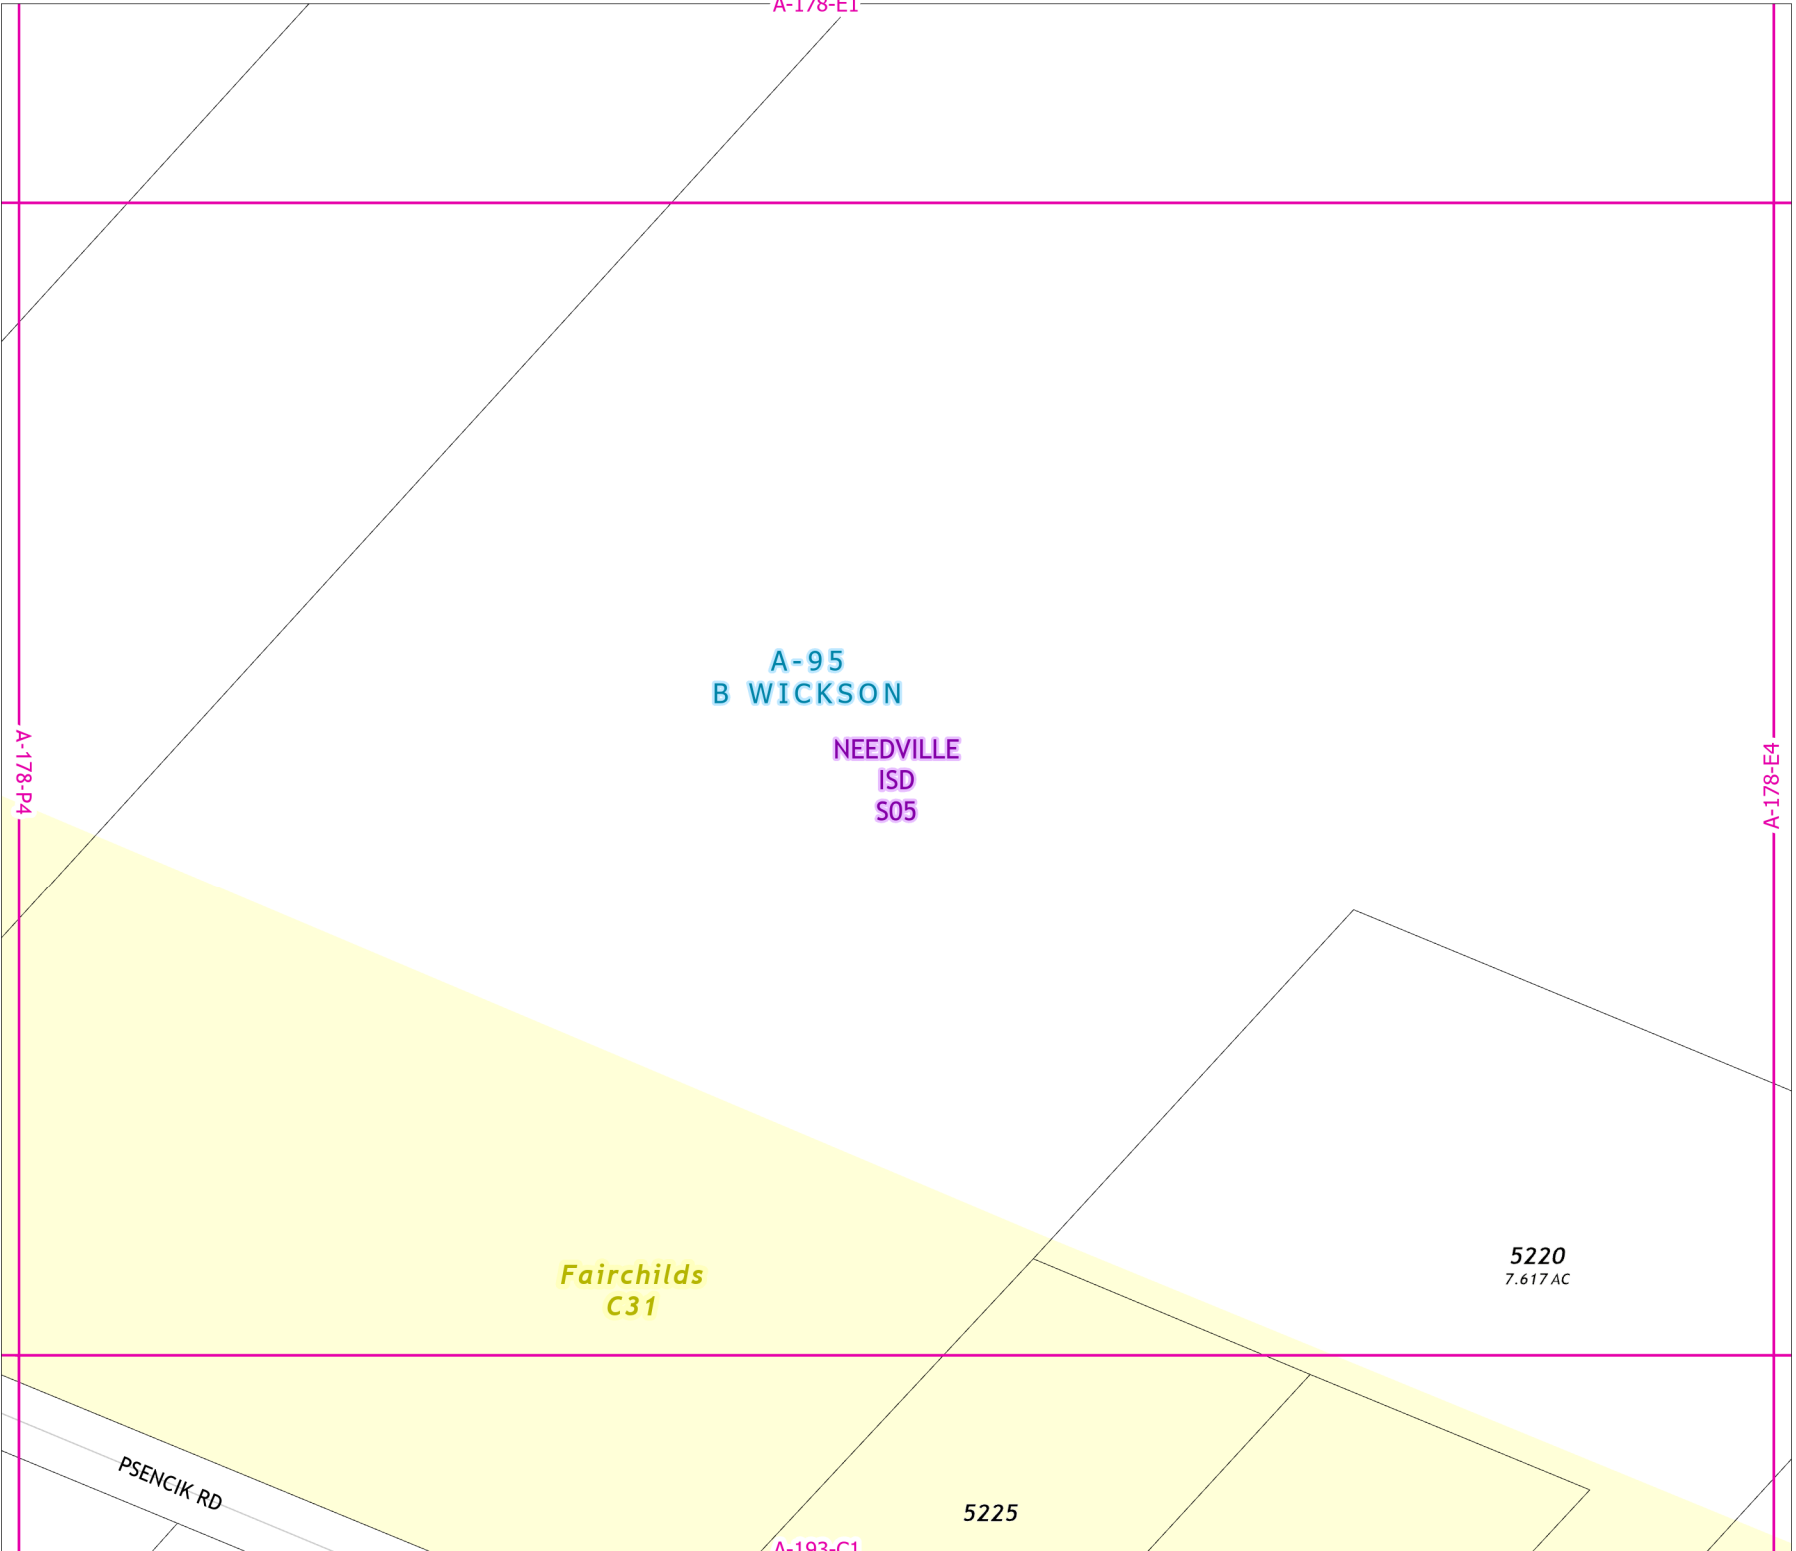 A-178-E1
A-95
B WICKSON
NEEDVILLE
ISD
S05
A-178-P4
A-178-E4
5220
7.617 AC
Fairchilds
C31
PSENCIK RD
5225
A-193-C1